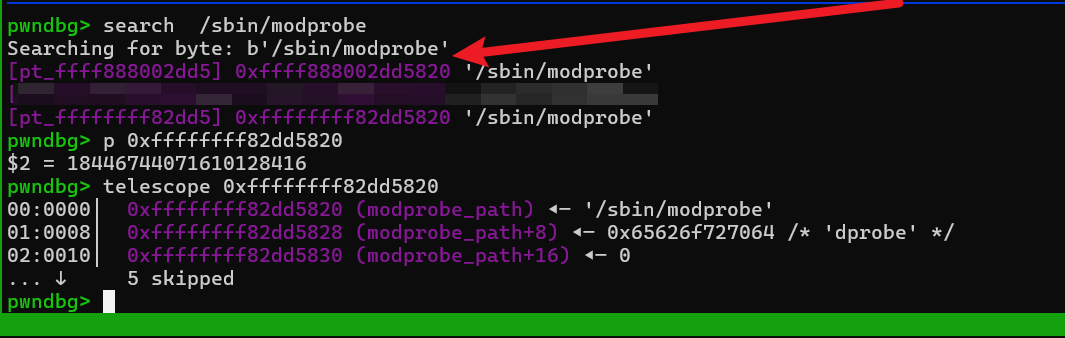 pwndbg> search  /sbin/modprobe
Searching for byte: b'/sbin/modprobe'
[pt_ffff888002dd5] 0xffff888002dd5820 '/sbin/modprobe'
[
[pt_ffffffff82dd5] 0xffffffff82dd5820 '/sbin/modprobe'
pwndbg> p 0xffffffff82dd5820
$2 = 18446744071610128416
pwndbg> telescope 0xffffffff82dd5820
00:0000│  0xffffffff82dd5820 (modprobe_path) ◂— '/sbin/modprobe'
01:0008│  0xffffffff82dd5828 (modprobe_path+8) ◂— 0x65626f727064 /* 'dprobe' */
02:0010│  0xffffffff82dd5830 (modprobe_path+16) ◂— 0
... ↓     5 skipped
pwndbg>